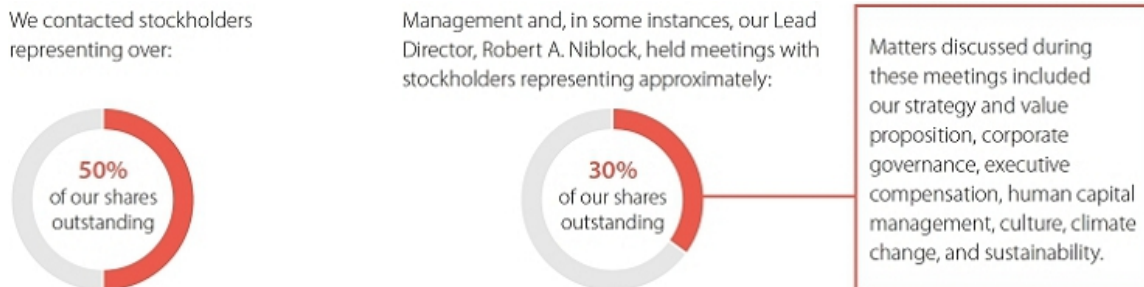 We contacted stockholders
representing over:
50%
of our shares
outstanding
Management and, in some instances, our Lead
Director, Robert A. Niblock, held meetings with
stockholders representing approximately:
30%
of our shares
outstanding
Matters discussed during
these meetings included
our strategy and value
proposition, corporate
governance, executive
compensation, human capital
management, culture, climate
change, and sustainability.